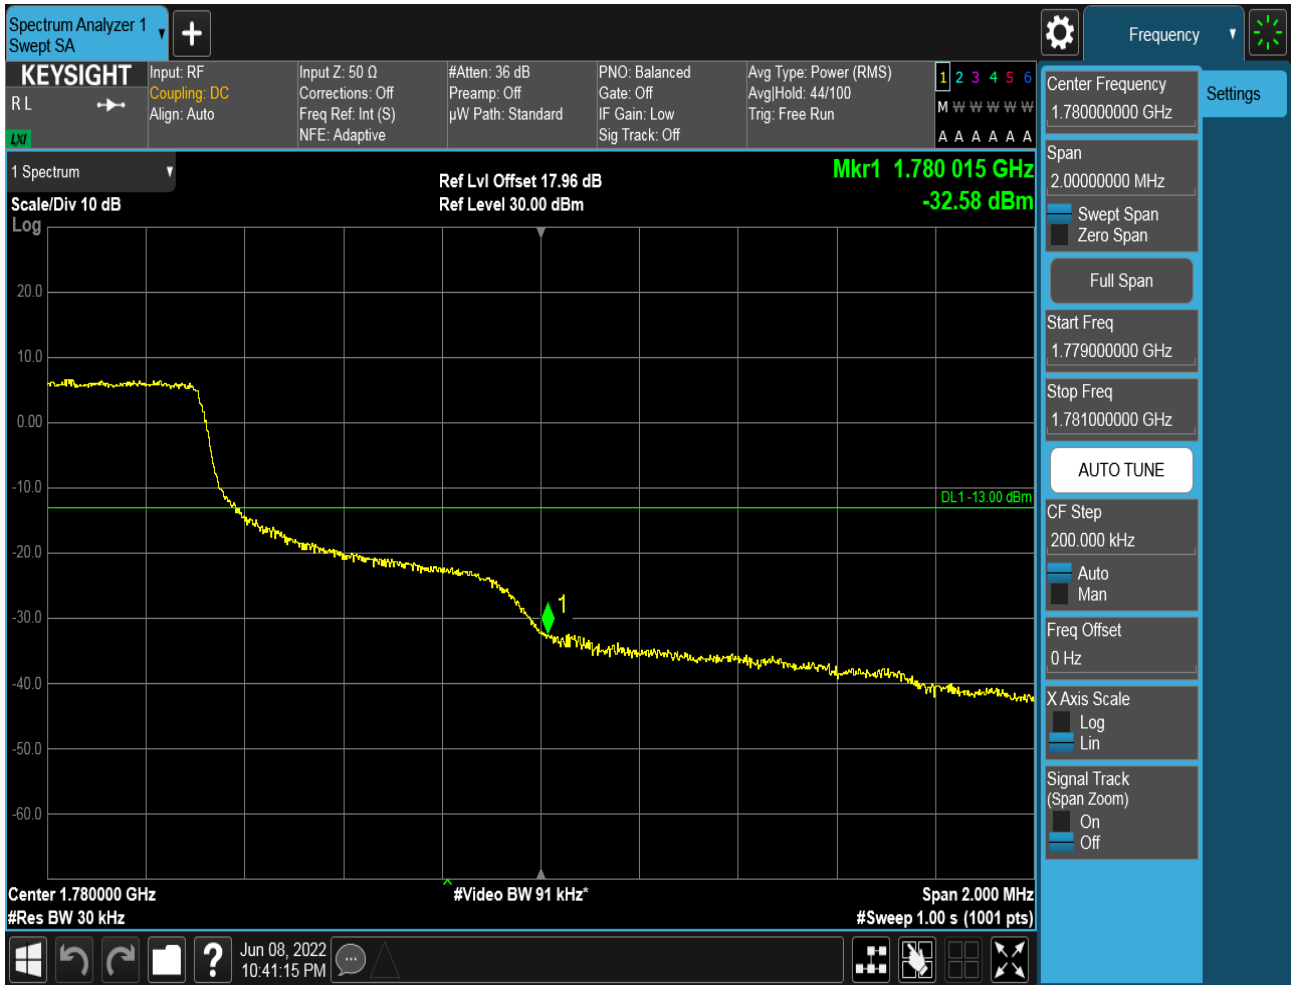 Spectrum Analyzer 1
Swept SA
Frequency
KEYSIGHT
R L
LXI
Input: RF
Coupling: DC
Align: Auto
Input Z: 50 Ω
Corrections: Off
Freq Ref: Int (S)
NFE: Adaptive
#Atten: 36 dB
Preamp: Off
µW Path: Standard
PNO: Balanced
Gate: Off
IF Gain: Low
Sig Track: Off
Avg Type: Power (RMS)
Avg|Hold: 44/100
Trig: Free Run
1 2 3 4 5 6
M W W W W W
A A A A A A
1 Spectrum
Scale/Div 10 dB
Log
Ref Lvl Offset 17.96 dB
Ref Level 30.00 dBm
Mkr1 1.780 015 GHz
-32.58 dBm
20.0
10.0
0.00
-10.0
-20.0
-30.0
-40.0
-50.0
-60.0
DL1 -13.00 dBm
1
Center 1.780000 GHz
#Res BW 30 kHz
#Video BW 91 kHz*
Span 2.000 MHz
#Sweep 1.00 s (1001 pts)
?
Jun 08, 2022
10:41:15 PM
Center Frequency
1.780000000 GHz
Settings
Span
2.00000000 MHz
Swept Span
Zero Span
Full Span
Start Freq
1.779000000 GHz
Stop Freq
1.781000000 GHz
AUTO TUNE
CF Step
200.000 kHz
Auto
Man
Freq Offset
0 Hz
X Axis Scale
Log
Lin
Signal Track
(Span Zoom)
On
Off